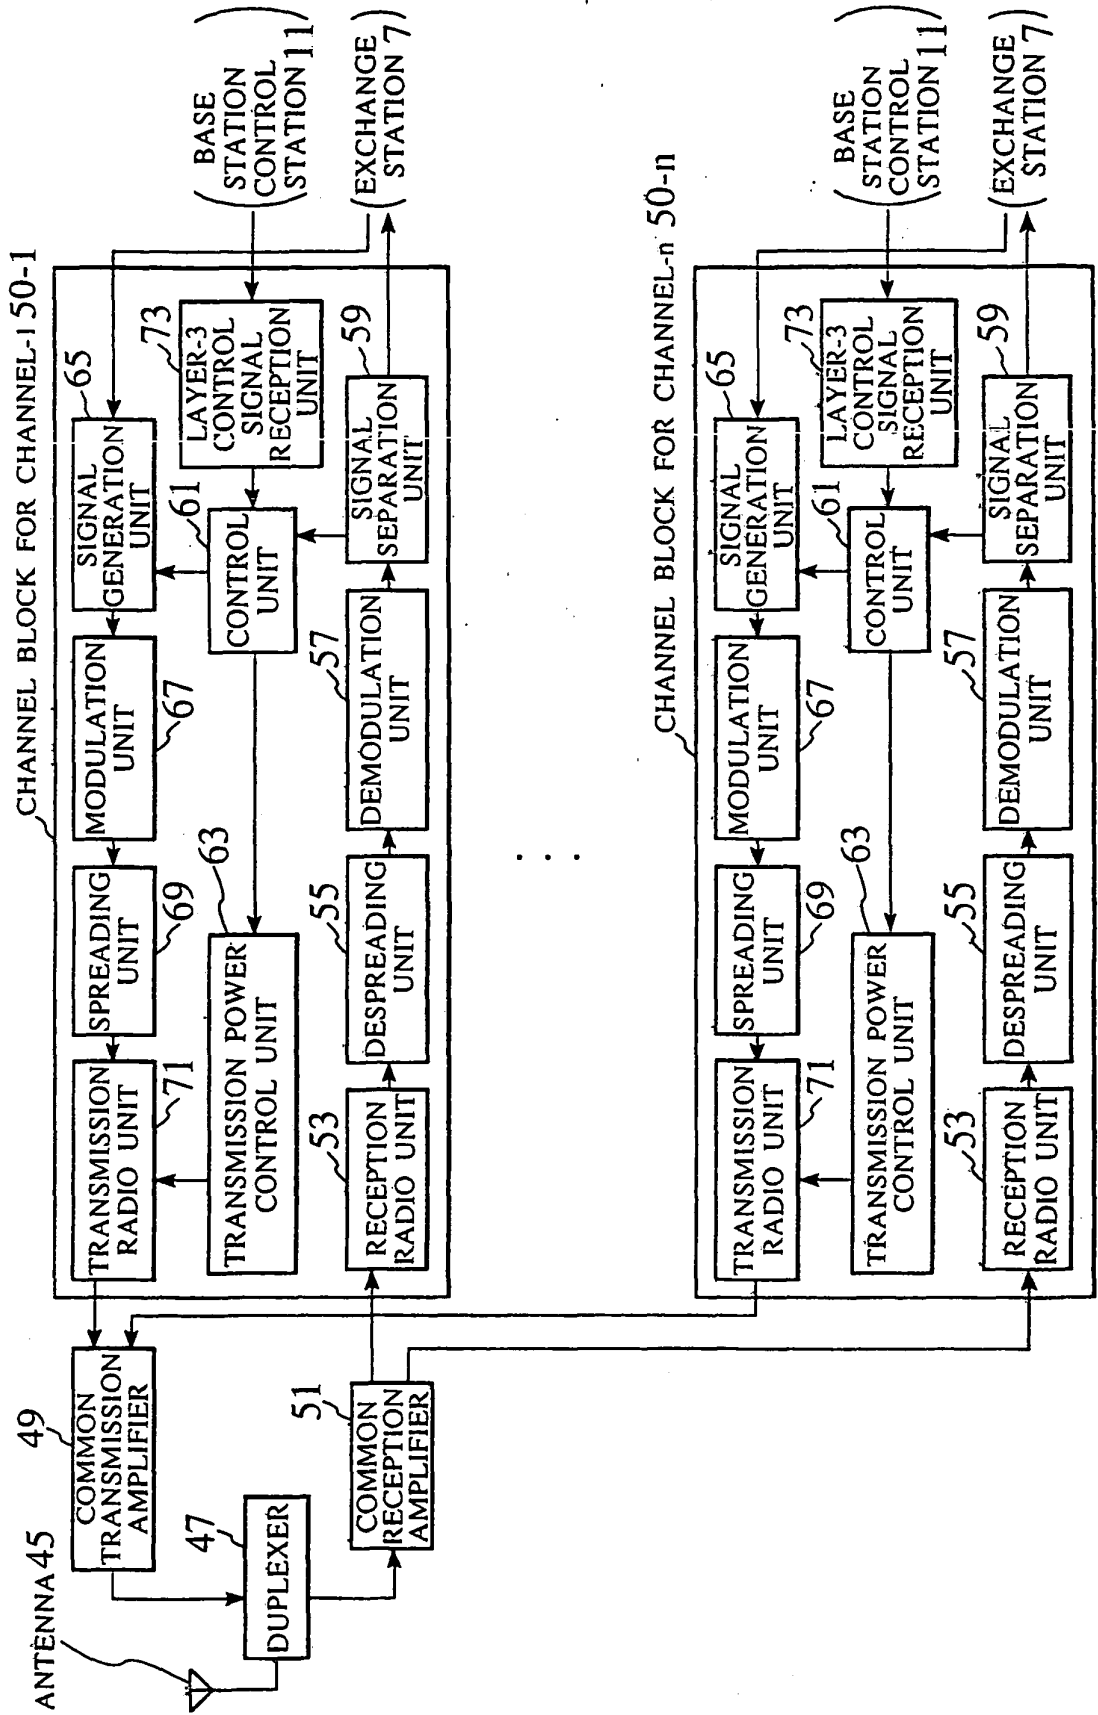 ANTENNA 45
49
COMMON
TRANSMISSION
AMPLIFIER
47
DUPLEXER
51
COMMON
RECEPTION
AMPLIFIER
CHANNEL BLOCK FOR CHANNEL-1 50-1
TRANSMISSION
RADIO UNIT
71
SPREADING
UNIT
69
MODULATION
UNIT
67
SIGNAL
GENERATION
UNIT
65
TRANSMISSION POWER
CONTROL UNIT
63
CONTROL
UNIT
61
LAYER-3
CONTROL
SIGNAL
RECEPTION
UNIT
73
RECEPTION
RADIO UNIT
53
DESPREADING
UNIT
55
DEMODULATION
UNIT
57
SIGNAL
SEPARATION
UNIT
59
(BASE
STATION
CONTROL
STATION 11)
(EXCHANGE
STATION 7)
. . .
CHANNEL BLOCK FOR CHANNEL-n 50-n
TRANSMISSION
RADIO UNIT
71
SPREADING
UNIT
69
MODULATION
UNIT
67
SIGNAL
GENERATION
UNIT
65
TRANSMISSION POWER
CONTROL UNIT
63
CONTROL
UNIT
61
LAYER-3
CONTROL
SIGNAL
RECEPTION
UNIT
73
RECEPTION
RADIO UNIT
53
DESPREADING
UNIT
55
DEMODULATION
UNIT
57
SIGNAL
SEPARATION
UNIT
59
(BASE
STATION
CONTROL
STATION 11)
(EXCHANGE
STATION 7)